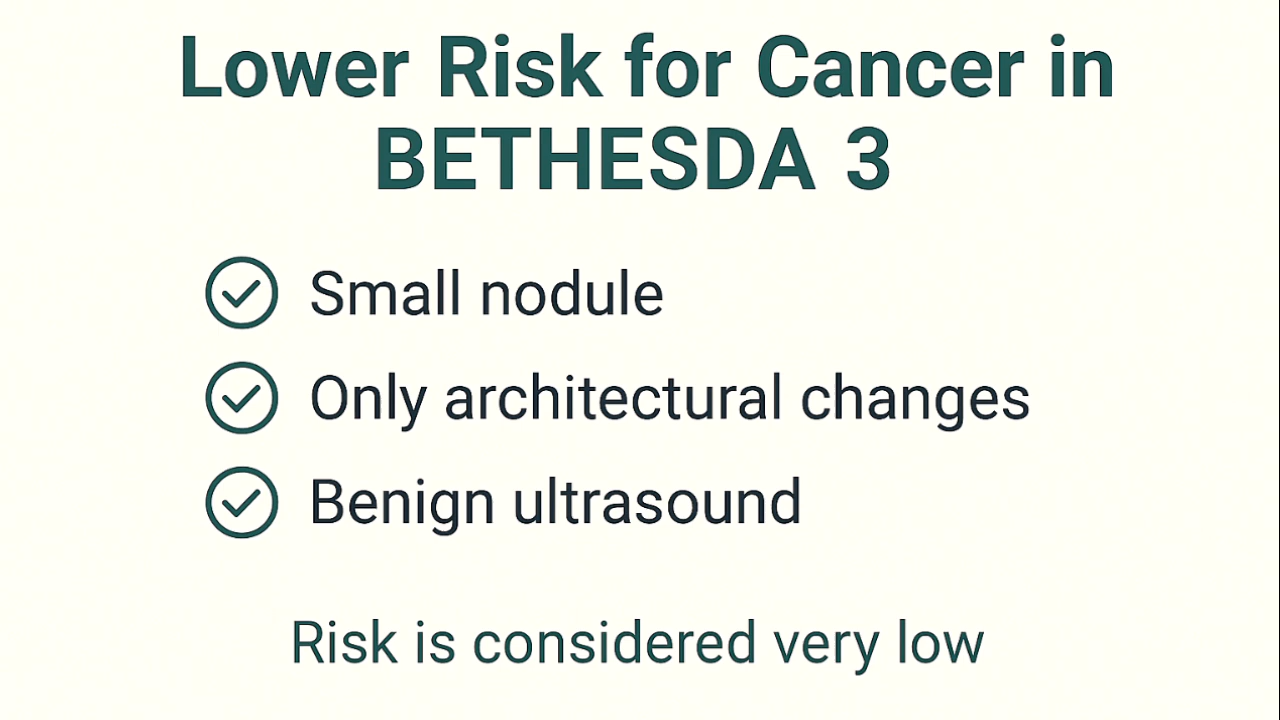 Lower Risk for Cancer in
BETHESDA 3
Small nodule
Only architectural changes
Benign ultrasound
Risk is considered very low